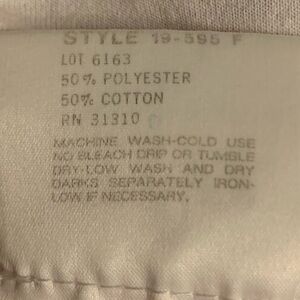 STYLE 19-595 F
LOT 6163
50% POLYESTER
50% COTTON
RN 31310
MACHINE WASH-COLD USE
NO BLEACH DRIP OR TUMBLE
DRY-LOW WASH AND DRY
DARKS SEPARATELY IRON-
LOW IF NECESSARY.